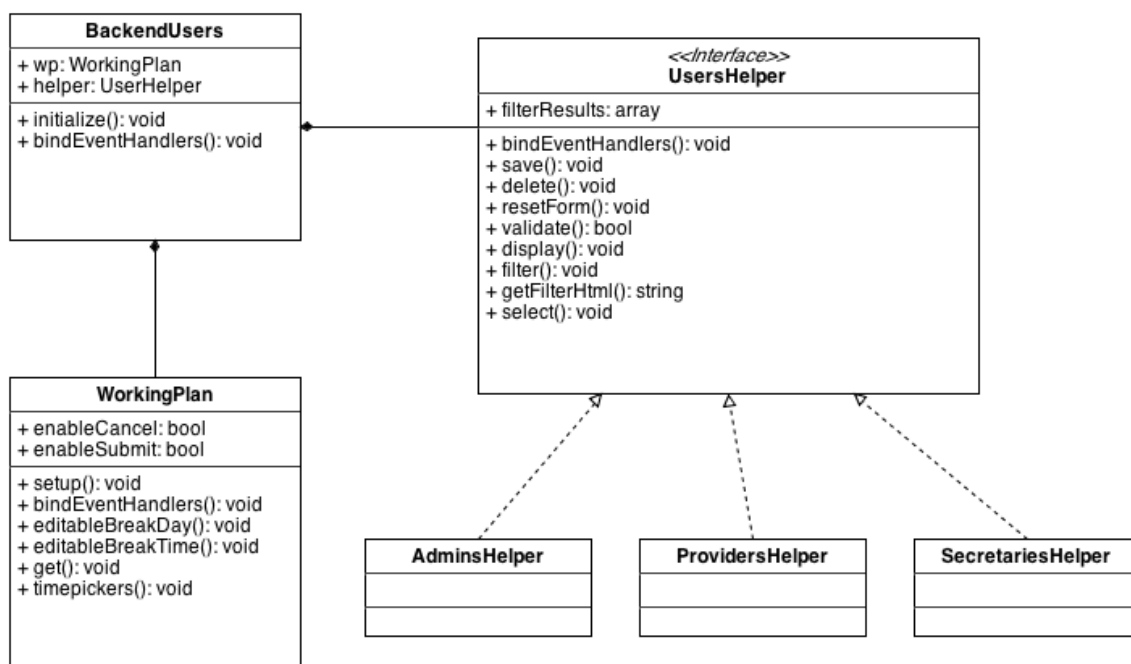 BackendUsers
+ wp: WorkingPlan
+ helper: UserHelper
+ initialize(): void
+ bindEventHandlers(): void
<<Interface>>
UsersHelper
+ filterResults: array
+ bindEventHandlers(): void
+ save(): void
+ delete(): void
+ resetForm(): void
+ validate(): bool
+ display(): void
+ filter(): void
+ getFilterHtml(): string
+ select(): void
WorkingPlan
+ enableCancel: bool
+ enableSubmit: bool
+ setup(): void
+ bindEventHandlers(): void
+ editableBreakDay(): void
+ editableBreakTime(): void
+ get(): void
+ timepickers(): void
AdminsHelper
ProvidersHelper
SecretariesHelper